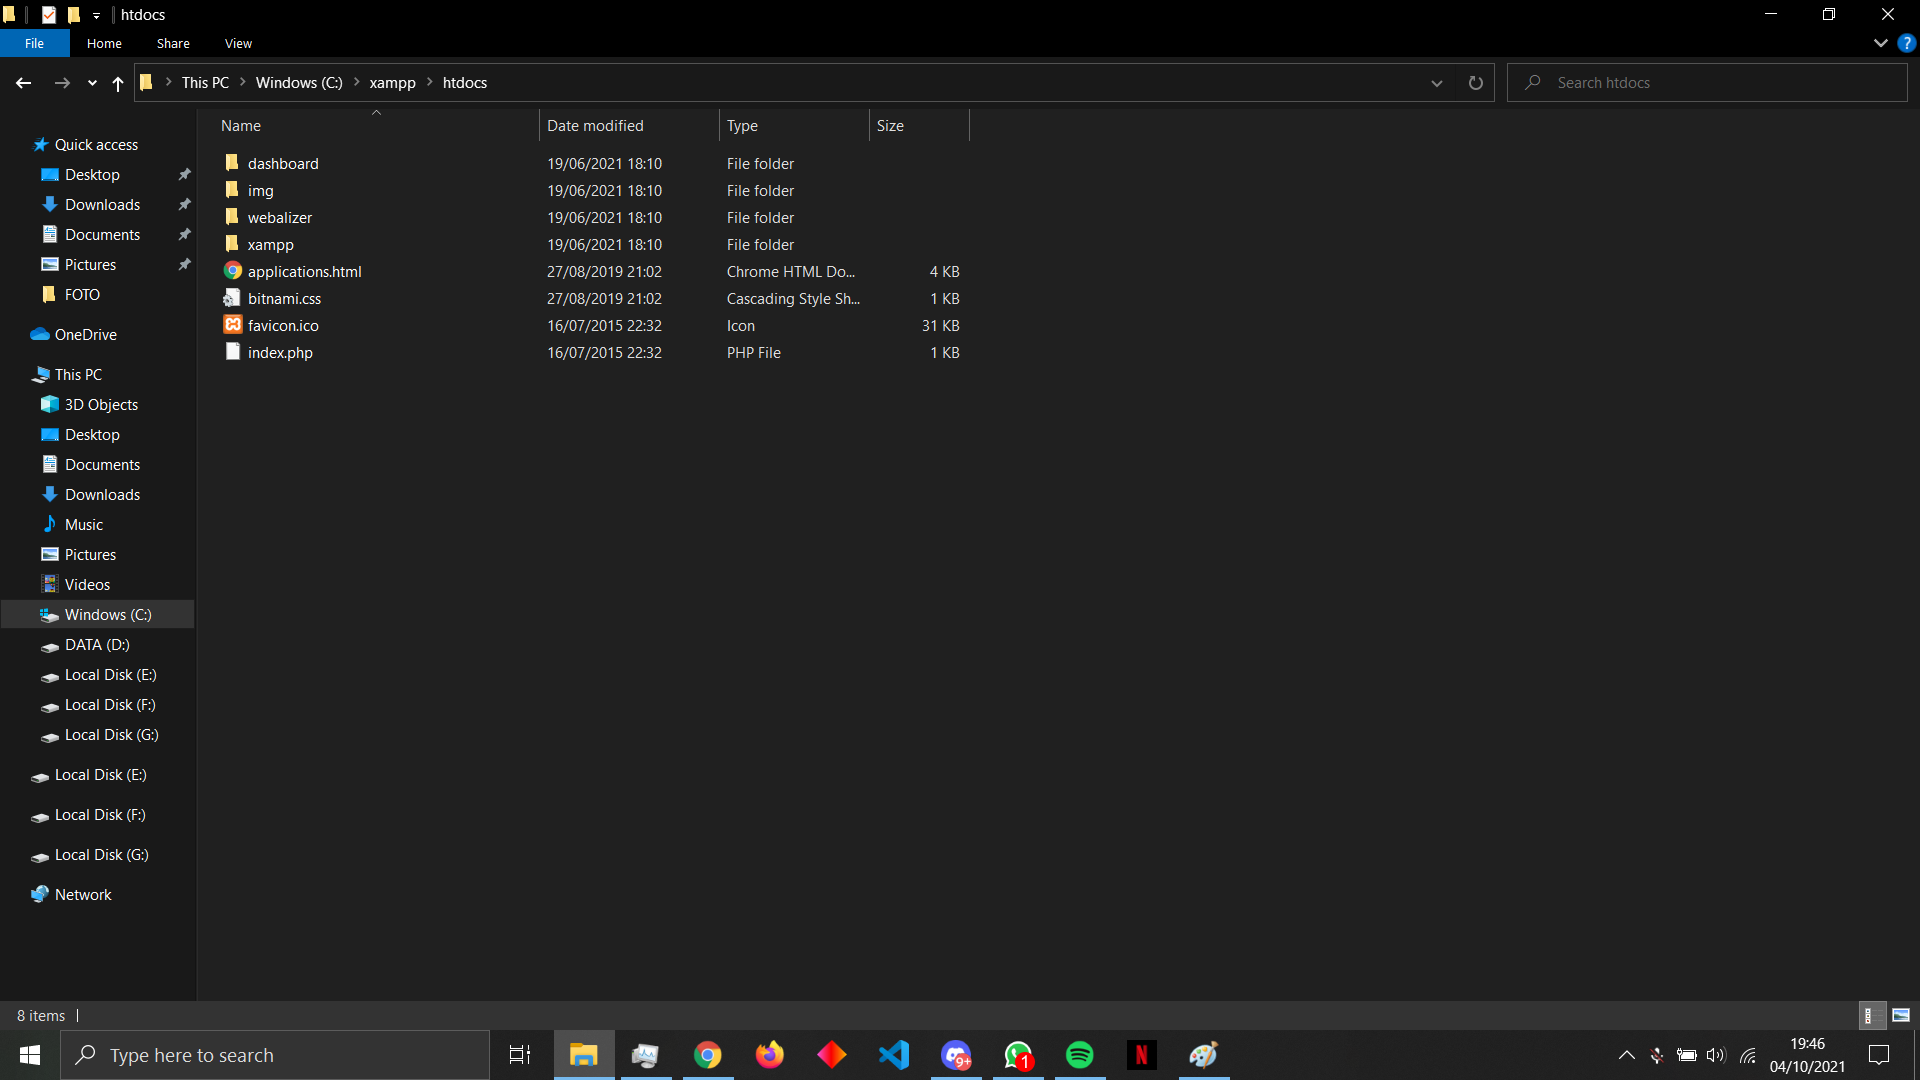 htdocs
File Home Share View
This PC Windows (C:) xampp htdocs Search htdocs
Name Date modified Type Size
dashboard 19/06/2021 18:10 File folder
img 19/06/2021 18:10 File folder
webalizer 19/06/2021 18:10 File folder
xampp 19/06/2021 18:10 File folder
applications.html 27/08/2019 21:02 Chrome HTML Do... 4 KB
bitnami.css 27/08/2019 21:02 Cascading Style Sh... 1 KB
favicon.ico 16/07/2015 22:32 Icon 31 KB
index.php 16/07/2015 22:32 PHP File 1 KB
Quick access
Desktop
Downloads
Documents
Pictures
FOTO
OneDrive
This PC
3D Objects
Desktop
Documents
Downloads
Music
Pictures
Videos
Windows (C:)
DATA (D:)
Local Disk (E:)
Local Disk (F:)
Local Disk (G:)
Local Disk (E:)
Local Disk (F:)
Local Disk (G:)
Network
8 items
Type here to search
9+
1
N
19:46
04/10/2021